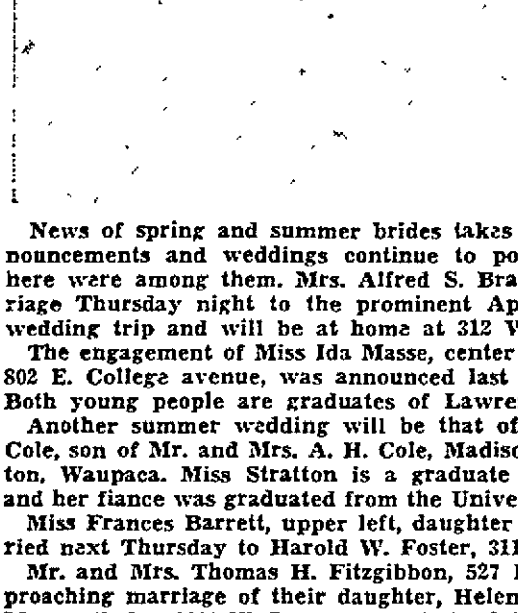 News of spring and summer brides takes
nouncements and weddings continue to po
here were among them. Mrs. Alfred S. Bra
riage Thursday night to the prominent Ap
wedding trip and will be at home at 312
The engagement of Miss Ida Masse, center
802 E. College avenue, was announced last
Both young people are graduates of Lawre
Another summer wedding will be that of
Cole, son of Mr. and Mrs. A. H. Cole, Madiso
ton, Waupaca. Miss Stratton is a graduate
and her fiance was graduated from the Unive
Miss Frances Barrett, upper left, daughter
ried next Thursday to Harold W. Foster, 311
Mr. and Mrs. Thomas H. Fitzgibbon, 527
proaching marriage of their daughter, Helen